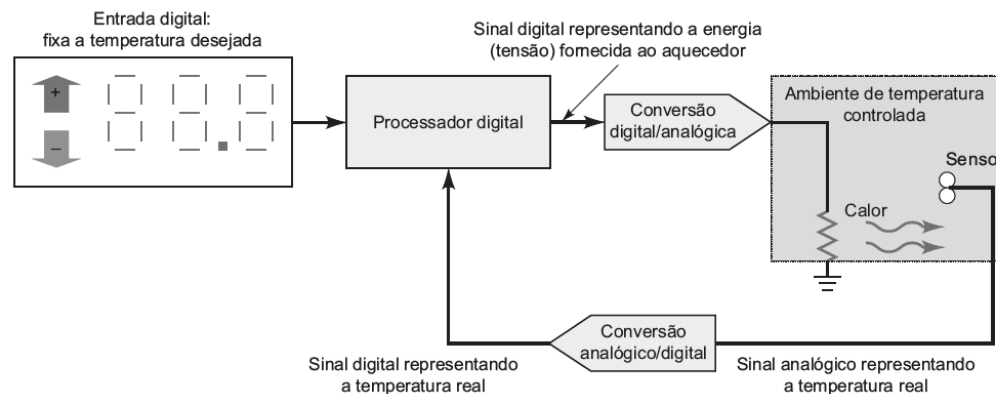 Entrada digital:
fixa a temperatura desejada
+
−
Processador digital
Sinal digital representando a energia
(tensão) fornecida ao aquecedor
Conversão
digital/analógica
Ambiente de temperatura
controlada
Senso
Calor
Conversão
analógico/digital
Sinal digital representando
a temperatura real
Sinal analógico representando
a temperatura real